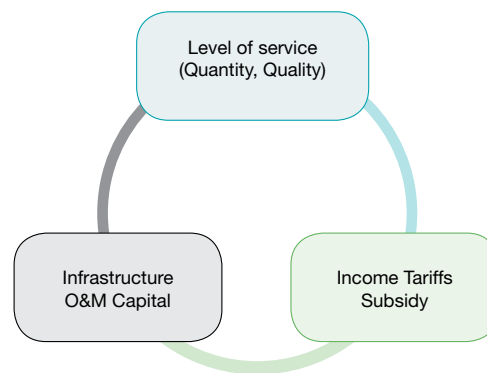 Level of service
(Quantity, Quality)
Infrastructure
O&M Capital
Income Tariffs
Subsidy